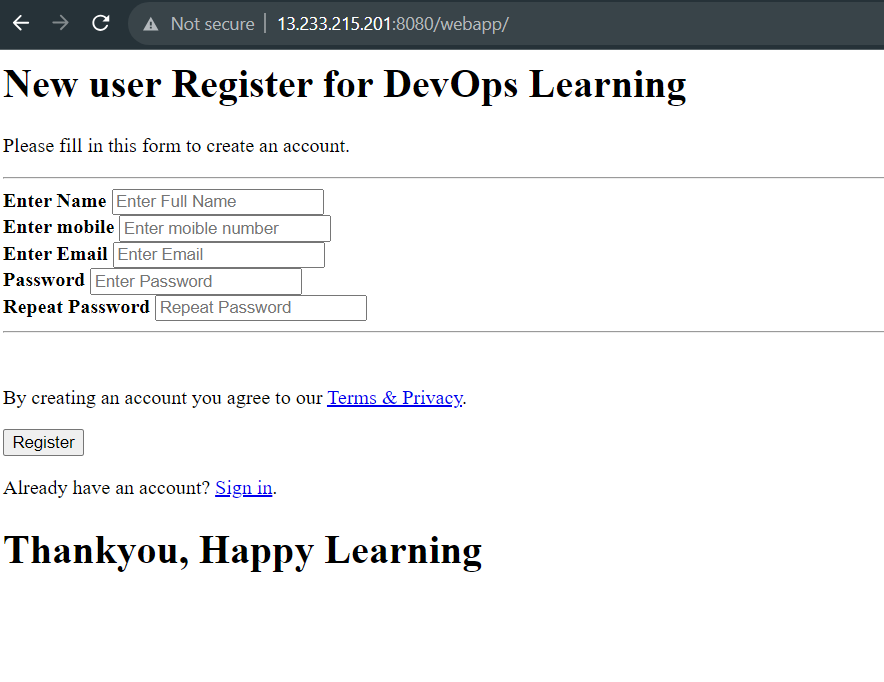 Not secure | 13.233.215.201:8080/webapp/
New user Register for DevOps Learning
Please fill in this form to create an account.
Enter Name Enter Full Name
Enter mobile Enter moible number
Enter Email Enter Email
Password Enter Password
Repeat Password Repeat Password
By creating an account you agree to our Terms & Privacy.
Register
Already have an account? Sign in.
Thankyou, Happy Learning